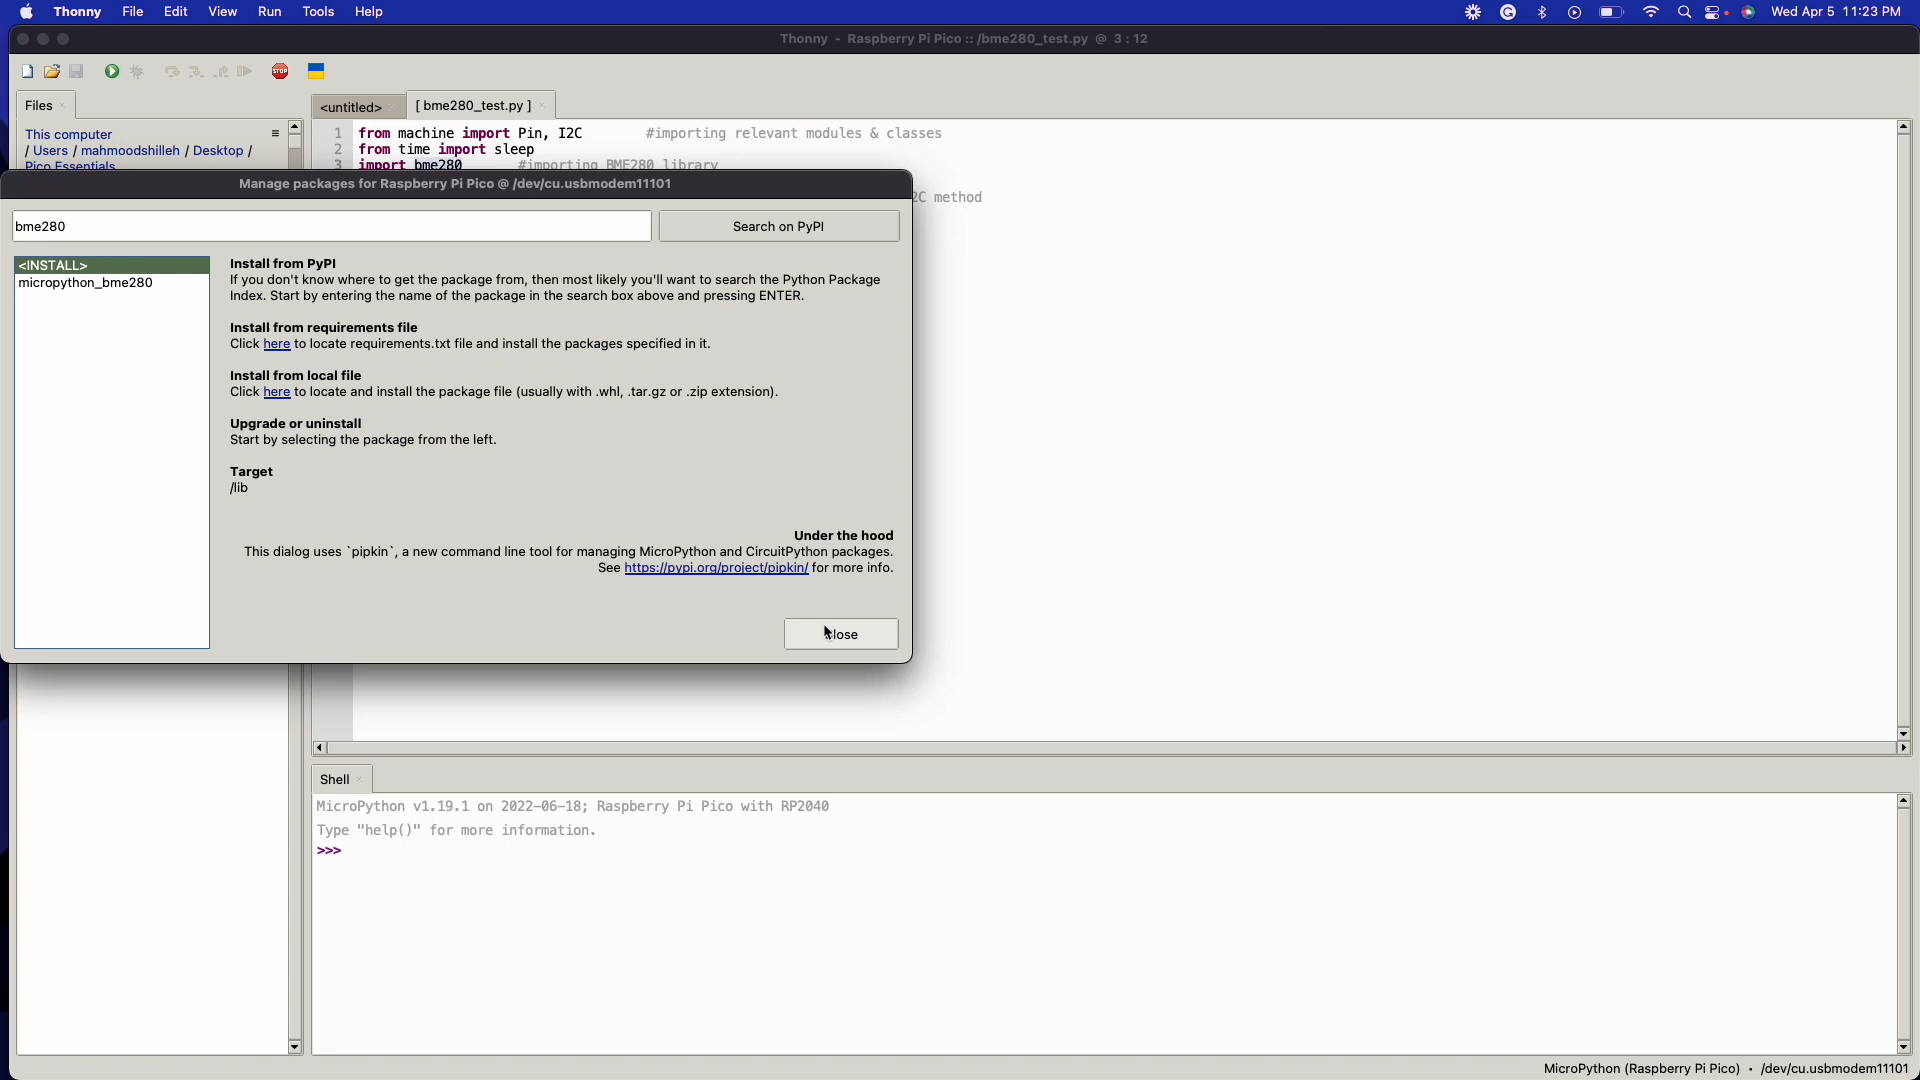 Thonny File Edit View Run Tools Help Wed Apr 5 11:23 PM
Thonny - Raspberry Pi Pico :: /bme280_test.py @ 3 : 12
STOP
Files
<untitled> [ bme280_test.py ]
This computer
/ Users / mahmoodshilleh / Desktop /
Pico Essentials
1 from machine import Pin, I2C #importing relevant modules & classes
2 from time import sleep
3 import bme280 #importing BME280 library
2C method
Manage packages for Raspberry Pi Pico @ /dev/cu.usbmodem11101
bme280
Search on PyPI
<INSTALL>
micropython_bme280
Install from PyPI
If you don't know where to get the package from, then most likely you'll want to search the Python Package
Index. Start by entering the name of the package in the search box above and pressing ENTER.
Install from requirements file
Click here to locate requirements.txt file and install the packages specified in it.
Install from local file
Click here to locate and install the package file (usually with .whl, .tar.gz or .zip extension).
Upgrade or uninstall
Start by selecting the package from the left.
Target
/lib
Under the hood
This dialog uses `pipkin`, a new command line tool for managing MicroPython and CircuitPython packages.
See https://pypi.org/project/pipkin/ for more info.
Close
Shell
MicroPython v1.19.1 on 2022-06-18; Raspberry Pi Pico with RP2040
Type "help()" for more information.
>>>
MicroPython (Raspberry Pi Pico) • /dev/cu.usbmodem11101